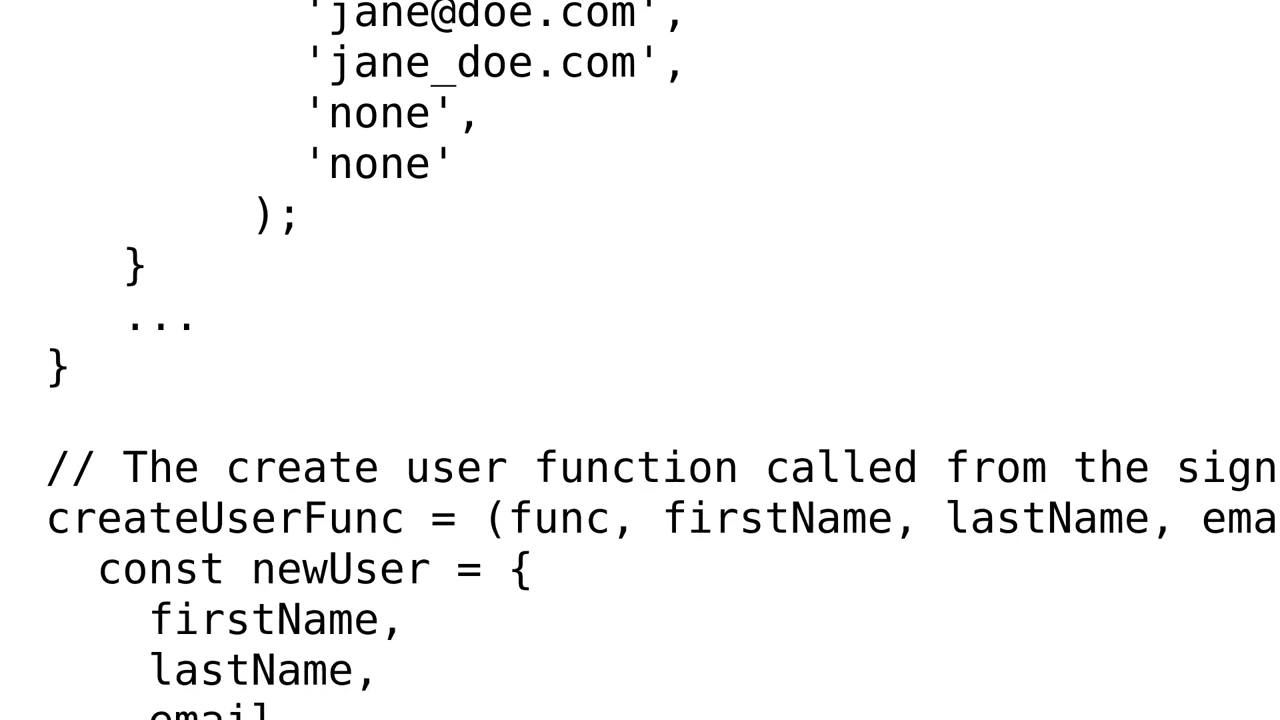 'jane@doe.com',
'jane_doe.com',
'none',
'none'
);
}
...
}
// The create user function called from the sign
createUserFunc = (func, firstName, lastName, ema
const newUser = {
firstName,
lastName,
email